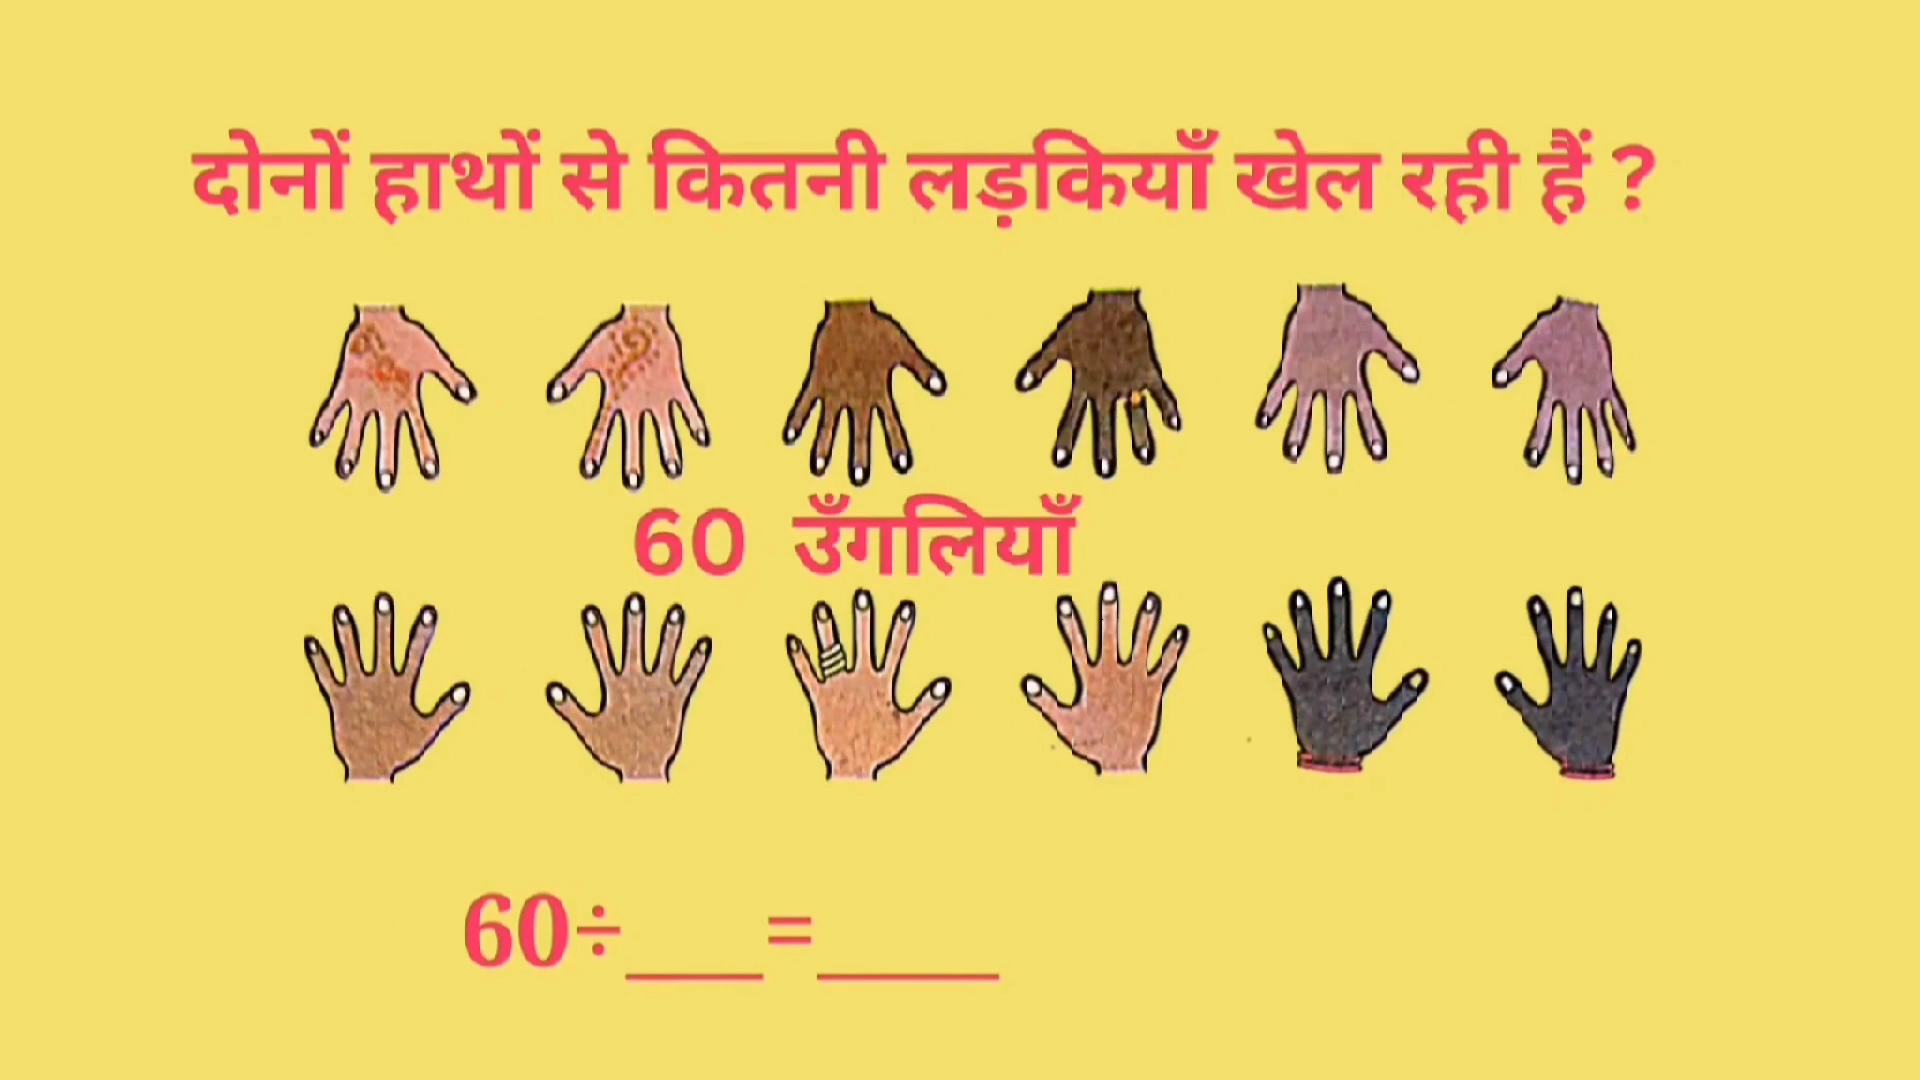 दोनों हाथों से कितनी लड़कियाँ खेल रही हैं ?
60 उँगलियाँ
60÷___=____